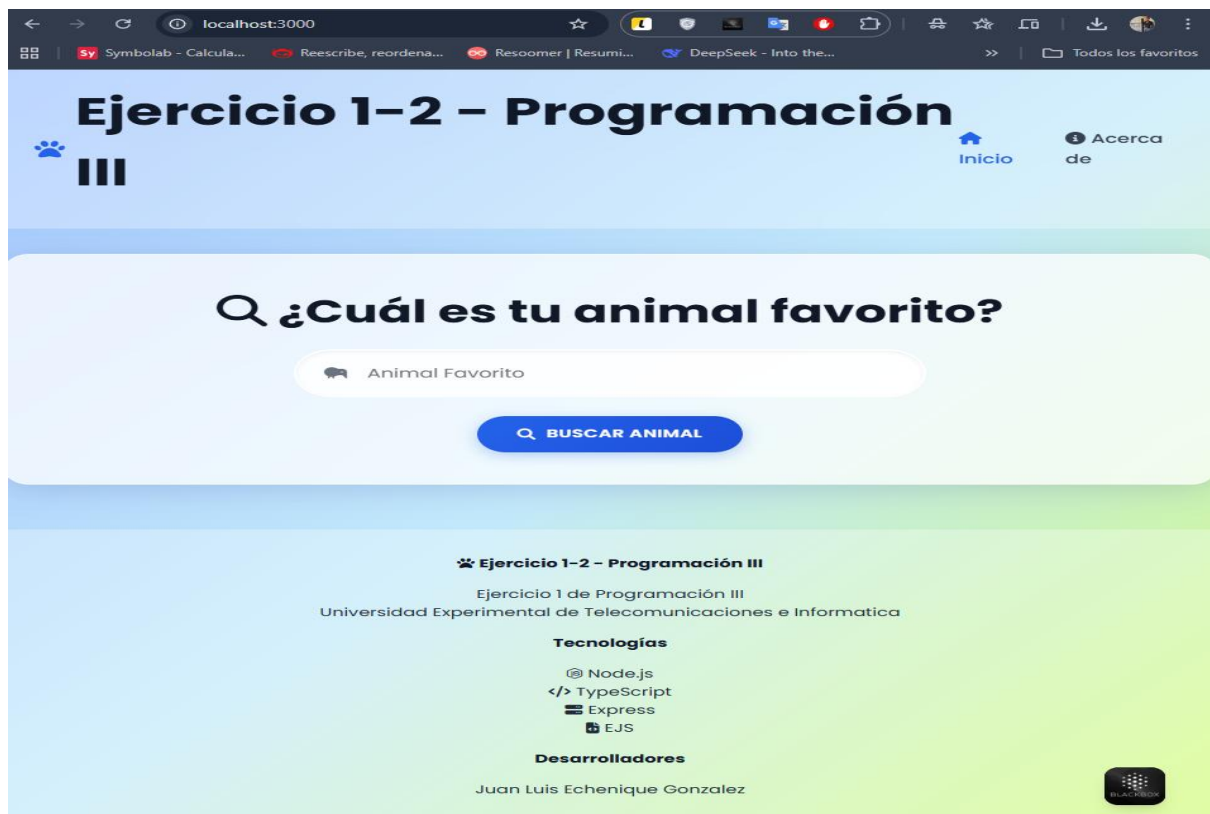 localhost:3000
Symbolab - Calcula...
Reescribe, reordena...
Resoomer | Resumi...
DeepSeek - Into the...
»
Todos los favoritos
Ejercicio 1-2 - Programación
III
Inicio
Acerca
de
¿Cuál es tu animal favorito?
Animal Favorito
BUSCAR ANIMAL
Ejercicio 1-2 - Programación III
Ejercicio 1 de Programación III
Universidad Experimental de Telecomunicaciones e Informatica
Tecnologías
Node.js
</> TypeScript
Express
EJS
Desarrolladores
Juan Luis Echenique Gonzalez
BLACKBOX